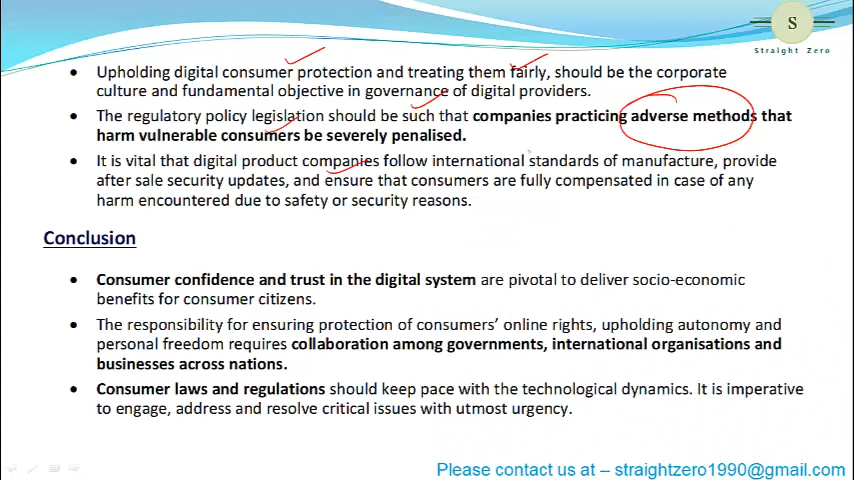 S
Straight Zero
• Upholding digital consumer protection and treating them fairly, should be the corporate
culture and fundamental objective in governance of digital providers.
• The regulatory policy legislation should be such that companies practicing adverse methods that
harm vulnerable consumers be severely penalised.
• It is vital that digital product companies follow international standards of manufacture, provide
after sale security updates, and ensure that consumers are fully compensated in case of any
harm encountered due to safety or security reasons.
Conclusion
• Consumer confidence and trust in the digital system are pivotal to deliver socio-economic
benefits for consumer citizens.
• The responsibility for ensuring protection of consumers’ online rights, upholding autonomy and
personal freedom requires collaboration among governments, international organisations and
businesses across nations.
• Consumer laws and regulations should keep pace with the technological dynamics. It is imperative
to engage, address and resolve critical issues with utmost urgency.
Please contact us at – straightzero1990@gmail.com